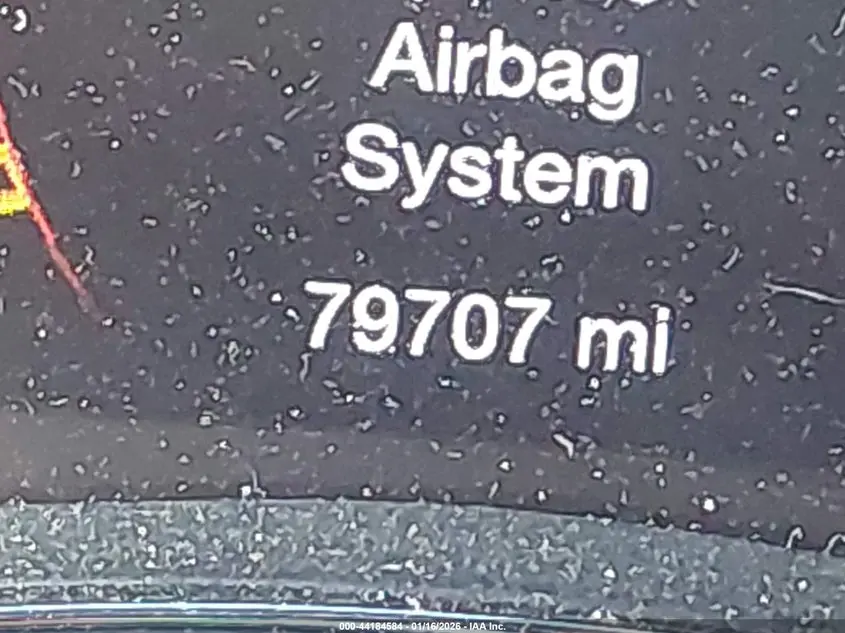 Airbag
System
79707 mi
000-44184584 - 01/16/2026 - IAA Inc.